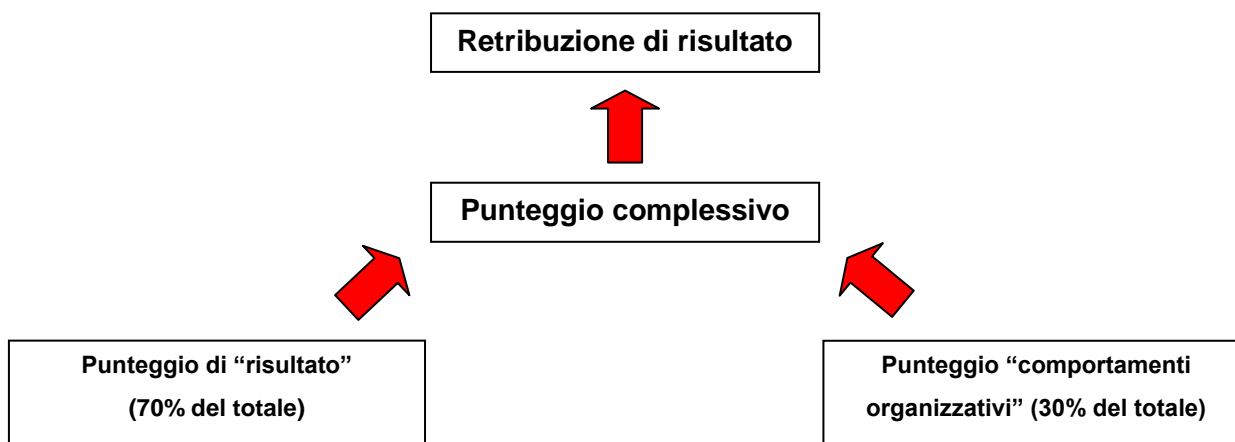 Retribuzione di risultato
Punteggio complessivo
Punteggio di “risultato”
(70% del totale)
Punteggio “comportamenti
organizzativi” (30% del totale)